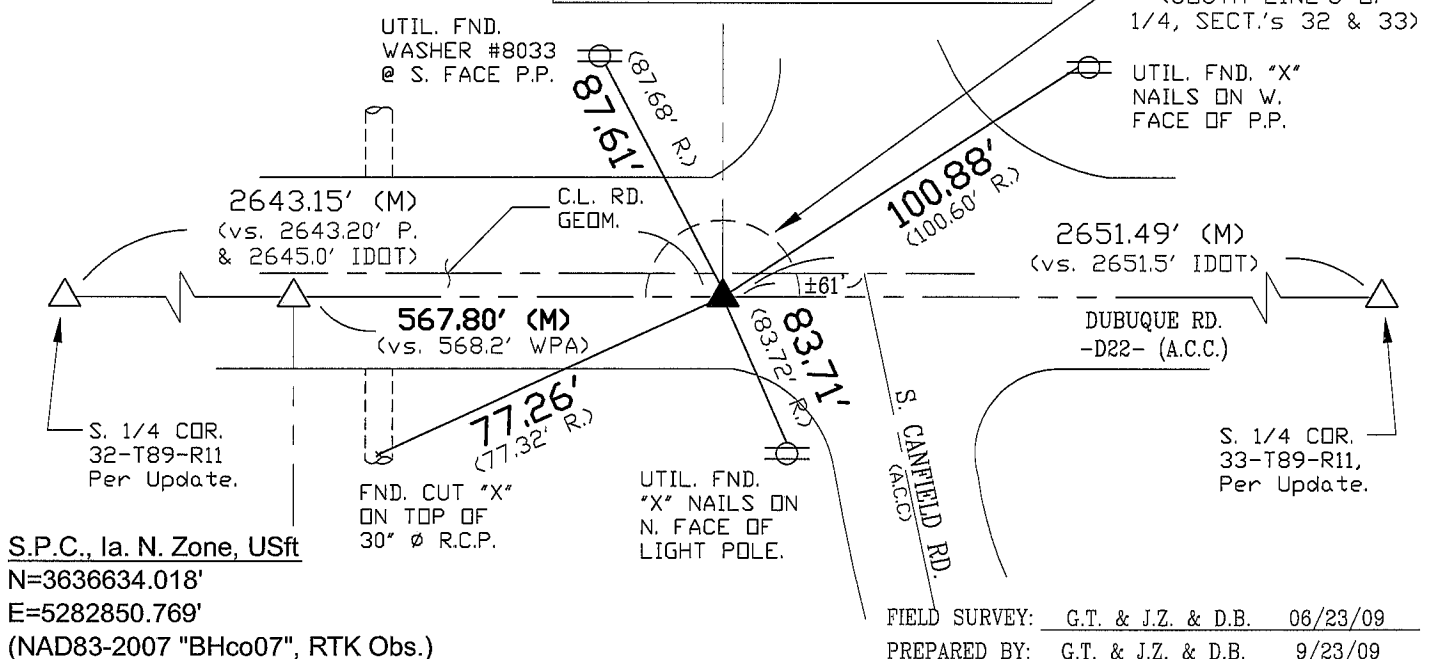 (SOUTH LINE'S OF
1/4, SECT.'s 32 & 33)
UTIL. FND.
WASHER #8033
@ S. FACE P.P.
(87.68' R.)
87.61'
UTIL. FND. "X"
NAILS ON W.
FACE OF P.P.
100.88'
(100.60' R.)
2643.15' (M)
(vs. 2643.20' P.
& 2645.0' IDOT)
C.L. RD.
GEOM.
2651.49' (M)
(vs. 2651.5' IDOT)
±61'
567.80' (M)
(vs. 568.2' WPA)
83.71'
(83.72' R.)
DUBUQUE RD.
-D22- (A.C.C.)
77.26'
(77.32' R.)
S. CANFIELD RD.
(A.C.C)
S. 1/4 COR.
32-T89-R11
Per Update.
S. 1/4 COR.
33-T89-R11,
Per Update.
FND. CUT "X"
ON TOP OF
30" Ø R.C.P.
UTIL. FND.
"X" NAILS ON
N. FACE OF
LIGHT POLE.
S.P.C., Ia. N. Zone, USft
N=3636634.018'
E=5282850.769'
(NAD83-2007 "BHco07", RTK Obs.)
FIELD SURVEY: G.T. & J.Z. & D.B. 06/23/09
PREPARED BY: G.T. & J.Z. & D.B. 9/23/09